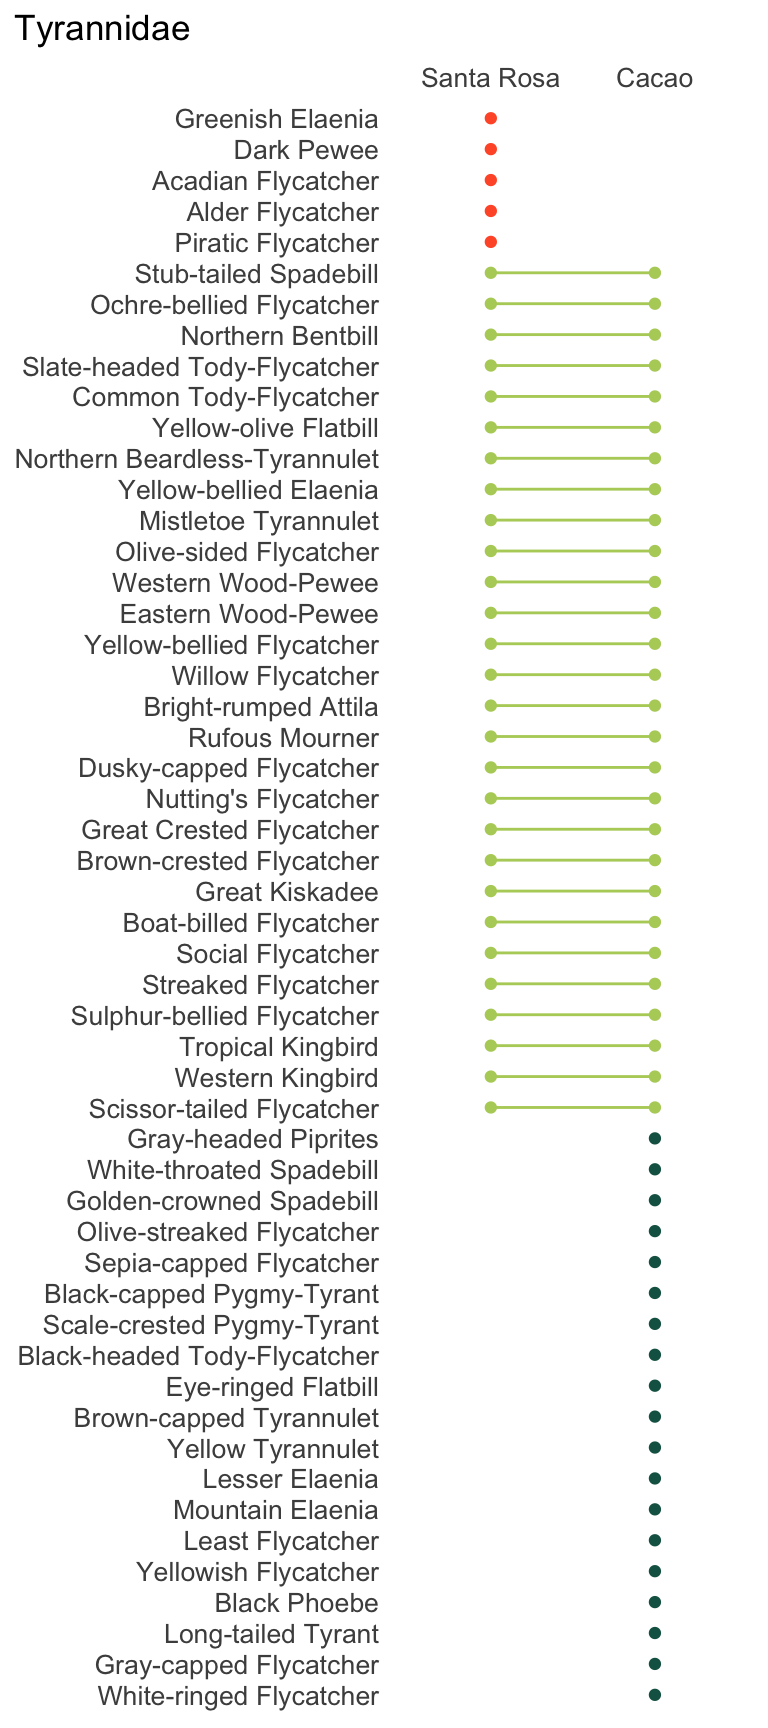 Tyrannidae
Santa Rosa Cacao
Greenish Elaenia
Dark Pewee
Acadian Flycatcher
Alder Flycatcher
Piratic Flycatcher
Stub-tailed Spadebill
Ochre-bellied Flycatcher
Northern Bentbill
Slate-headed Tody-Flycatcher
Common Tody-Flycatcher
Yellow-olive Flatbill
Northern Beardless-Tyrannulet
Yellow-bellied Elaenia
Mistletoe Tyrannulet
Olive-sided Flycatcher
Western Wood-Pewee
Eastern Wood-Pewee
Yellow-bellied Flycatcher
Willow Flycatcher
Bright-rumped Attila
Rufous Mourner
Dusky-capped Flycatcher
Nutting's Flycatcher
Great Crested Flycatcher
Brown-crested Flycatcher
Great Kiskadee
Boat-billed Flycatcher
Social Flycatcher
Streaked Flycatcher
Sulphur-bellied Flycatcher
Tropical Kingbird
Western Kingbird
Scissor-tailed Flycatcher
Gray-headed Piprites
White-throated Spadebill
Golden-crowned Spadebill
Olive-streaked Flycatcher
Sepia-capped Flycatcher
Black-capped Pygmy-Tyrant
Scale-crested Pygmy-Tyrant
Black-headed Tody-Flycatcher
Eye-ringed Flatbill
Brown-capped Tyrannulet
Yellow Tyrannulet
Lesser Elaenia
Mountain Elaenia
Least Flycatcher
Yellowish Flycatcher
Black Phoebe
Long-tailed Tyrant
Gray-capped Flycatcher
White-ringed Flycatcher